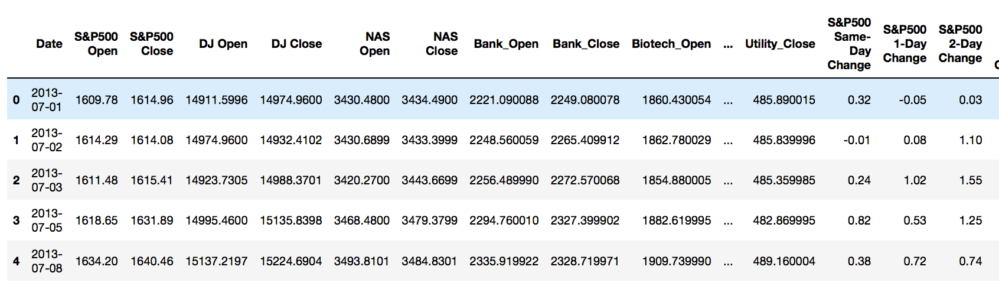 Date S&P500 Open S&P500 Close DJ Open DJ Close NAS Open NAS Close Bank_Open Bank_Close Biotech_Open ... Utility_Close S&P500 Same-Day Change S&P500 1-Day Change S&P500 2-Day Change
0 2013-07-01 1609.78 1614.96 14911.5996 14974.9600 3430.4800 3434.4900 2221.090088 2249.080078 1860.430054 ... 485.890015 0.32 -0.05 0.03
1 2013-07-02 1614.29 1614.08 14974.9600 14932.4102 3430.6899 3433.3999 2248.560059 2265.409912 1862.780029 ... 485.839996 -0.01 0.08 1.10
2 2013-07-03 1611.48 1615.41 14923.7305 14988.3701 3420.2700 3443.6699 2256.489990 2272.570068 1854.880005 ... 485.359985 0.24 1.02 1.55
3 2013-07-05 1618.65 1631.89 14995.4600 15135.8398 3468.4800 3479.3799 2294.760010 2327.399902 1882.619995 ... 482.869995 0.82 0.53 1.25
4 2013-07-08 1634.20 1640.46 15137.2197 15224.6904 3493.8101 3484.8301 2335.919922 2328.719971 1909.739990 ... 489.160004 0.38 0.72 0.74